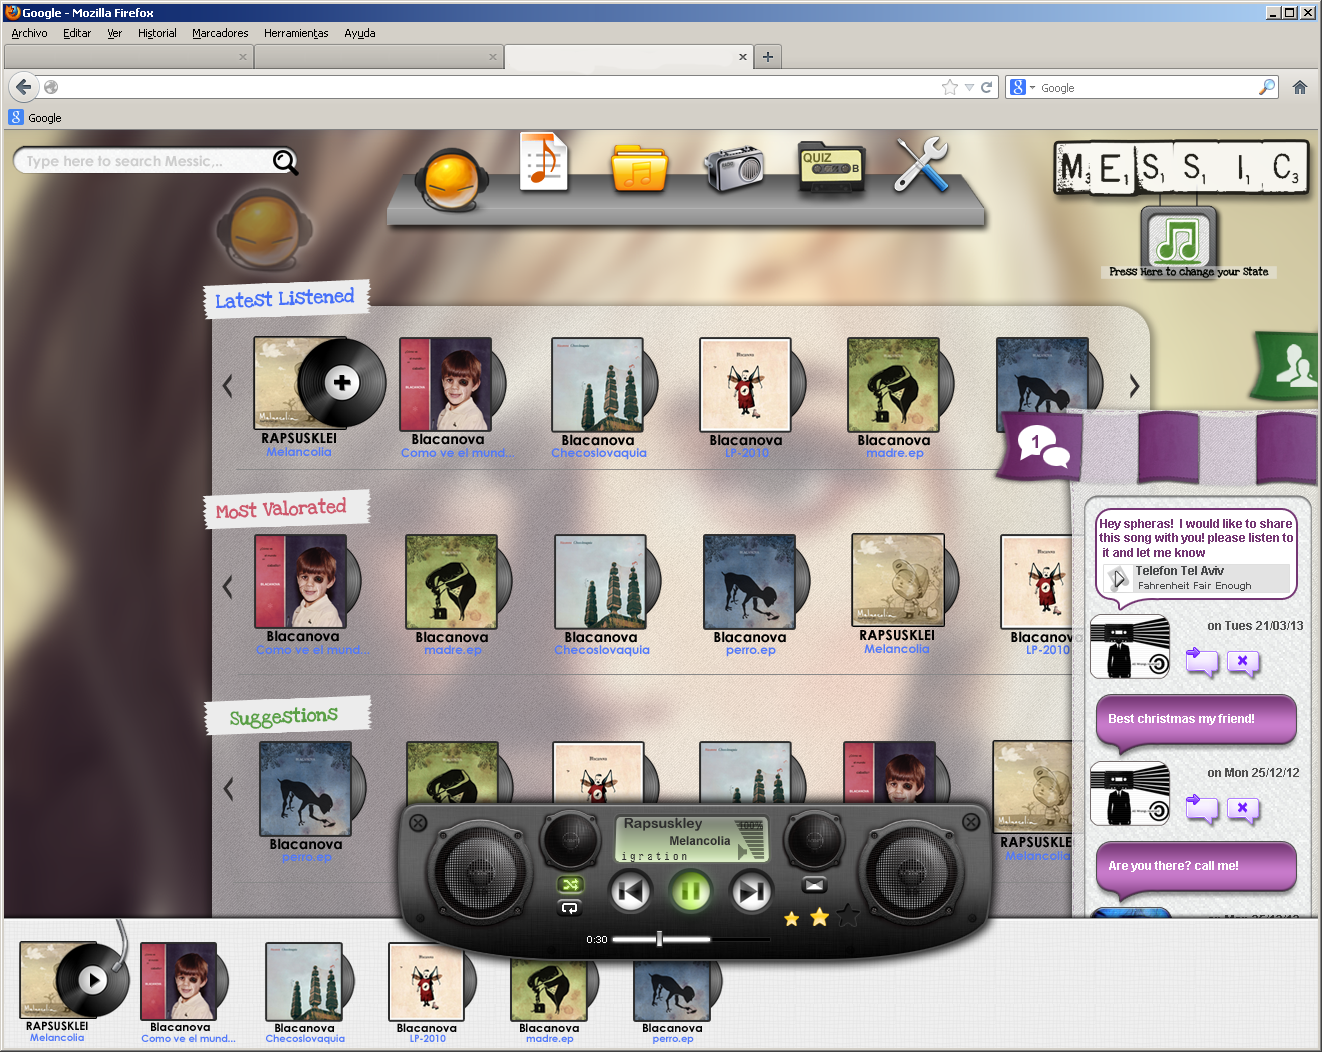 Google - Mozilla Firefox
Archivo Editar Ver Historial Marcadores Herramientas Ayuda
Google
Google
Type here to search Messic,..
QUIZ
B
MESSIC
Press Here to change your State
Latest Listened
RAPSUSKLEI
Melancolia
Blacanova
Como ve el mund...
Blacanova
Checoslovaquia
Blacanova
LP-2010
Blacanova
madre.ep
1
Most Valorated
Blacanova
Como ve el mund...
Blacanova
madre.ep
Blacanova
Checoslovaquia
Blacanova
perro.ep
RAPSUSKLEI
Melancolia
Blacanova
LP-2010
Hey spheras! I would like to share
this song with you! please listen to
it and let me know
Telefon Tel Aviv
Fahrenheit Fair Enough
on Tues 21/03/13
Best christmas my friend!
on Mon 25/12/12
Are you there? call me!
Suggestions
Blacanova
perro.ep
RAPSUSKLEI
Melancolia
Rapsuskley
100%
Melancolia
igration
0:30
RAPSUSKLEI
Melancolia
Blacanova
Como ve el mund...
Blacanova
Checoslovaquia
Blacanova
LP-2010
Blacanova
madre.ep
Blacanova
perro.ep